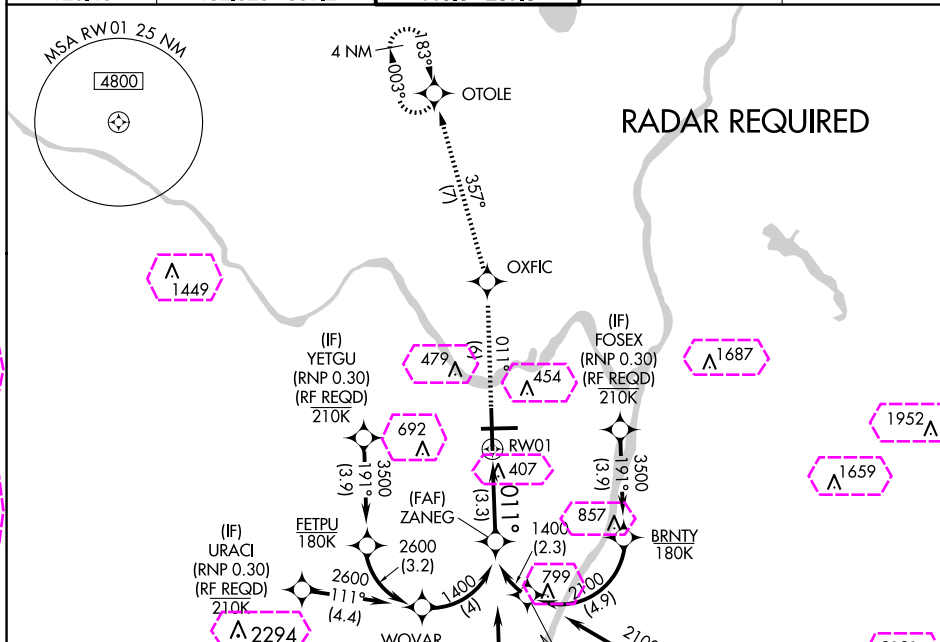 MSA RW01 25 NM
4800
4 NM
183°
003°
OTOLE
RADAR REQUIRED
357°
(7)
OXFIC
1449
011°
(6)
479
454
(IF)
YETGU
(RNP 0.30)
(RF REQD)
210K
(IF)
FOSEX
(RNP 0.30)
(RF REQD)
210K
1687
692
1952
RW01
407
1659
3500
191°
(3.9)
3500
191°
(3.9)
(FAF)
ZANEG
(3.3)
011°
857
FETPU
180K
BRNTY
180K
2600
(3.2)
1400
(2.3)
(IF)
URACI
(RNP 0.30)
(RF REQD)
210K
2600
111°
(4.4)
1400
(4)
799
2100
(4.9)
2294
WOVAR
2100